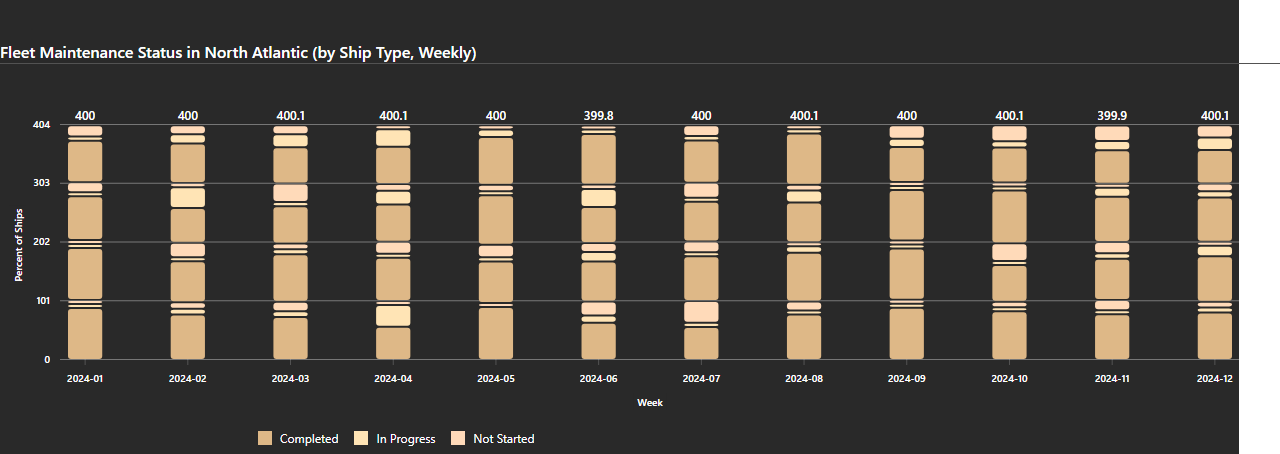 Fleet Maintenance Status in North Atlantic (by Ship Type, Weekly)
400 400 400.1 400.1 400 399.8 400 400.1 400 400.1 399.9 400.1
404
303
202
101
0
Percent of Ships
2024-01 2024-02 2024-03 2024-04 2024-05 2024-06 2024-07 2024-08 2024-09 2024-10 2024-11 2024-12
Week
Completed In Progress Not Started